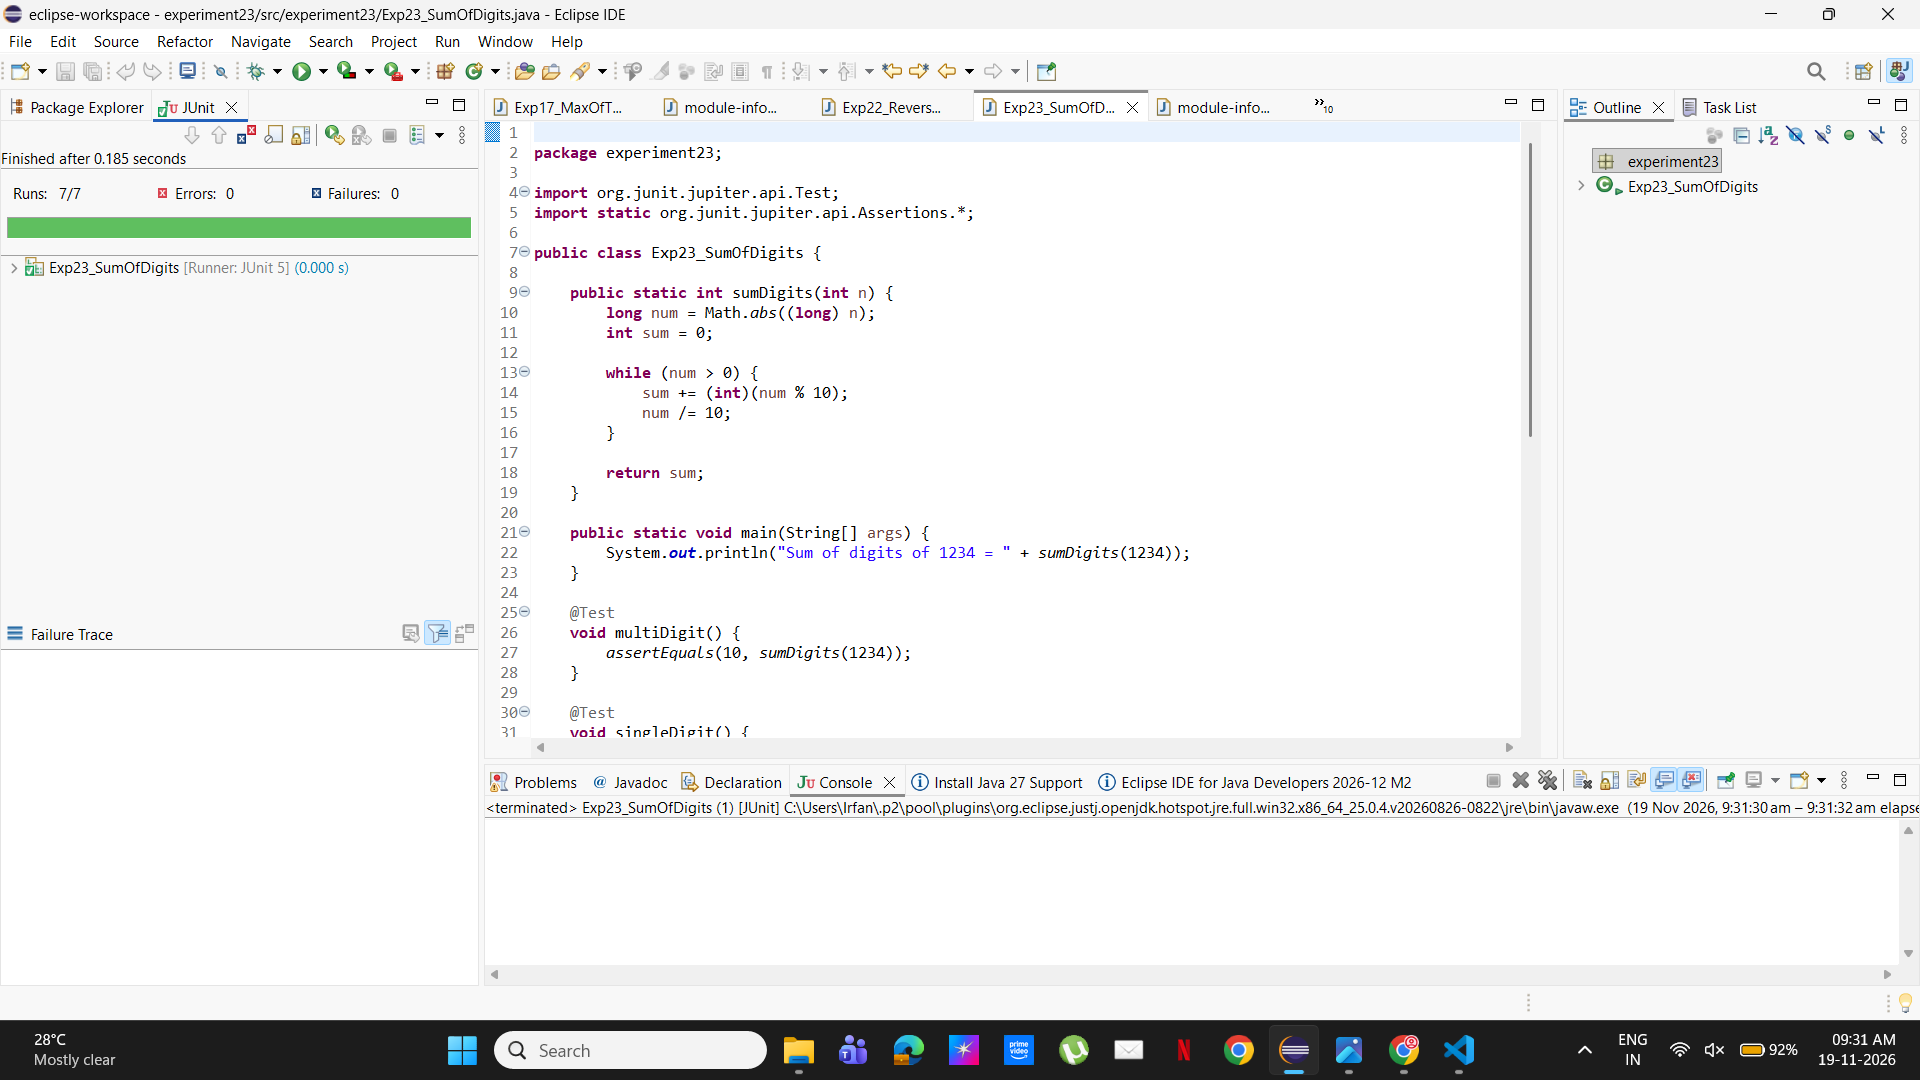 eclipse-workspace - experiment23/src/experiment23/Exp23_SumOfDigits.java - Eclipse IDE
File Edit Source Refactor Navigate Search Project Run Window Help
Package Explorer JUnit
Finished after 0.185 seconds
Runs: 7/7 Errors: 0 Failures: 0
Exp23_SumOfDigits [Runner: JUnit 5] (0.000 s)
Failure Trace
Exp17_MaxOfT... module-info... Exp22_Revers... Exp23_SumOfD... module-info... »10
1
2 package experiment23;
3
4 import org.junit.jupiter.api.Test;
5 import static org.junit.jupiter.api.Assertions.*;
6
7 public class Exp23_SumOfDigits {
8
9     public static int sumDigits(int n) {
10         long num = Math.abs((long) n);
11         int sum = 0;
12
13         while (num > 0) {
14             sum += (int)(num % 10);
15             num /= 10;
16         }
17
18         return sum;
19     }
20
21     public static void main(String[] args) {
22         System.out.println("Sum of digits of 1234 = " + sumDigits(1234));
23     }
24
25     @Test
26     void multiDigit() {
27         assertEquals(10, sumDigits(1234));
28     }
29
30     @Test
31     void singleDigit() {
Outline Task List
experiment23
Exp23_SumOfDigits
Problems Javadoc Declaration Console Install Java 27 Support Eclipse IDE for Java Developers 2026-12 M2
<terminated> Exp23_SumOfDigits (1) [JUnit] C:\Users\Irfan\.p2\pool\plugins\org.eclipse.justj.openjdk.hotspot.jre.full.win32.x86_64_25.0.4.v20260826-0822\jre\bin\javaw.exe (19 Nov 2026, 9:31:30 am – 9:31:32 am elapse
28°C
Mostly clear
Search
prime video
ENG
IN
92%
09:31 AM
19-11-2026